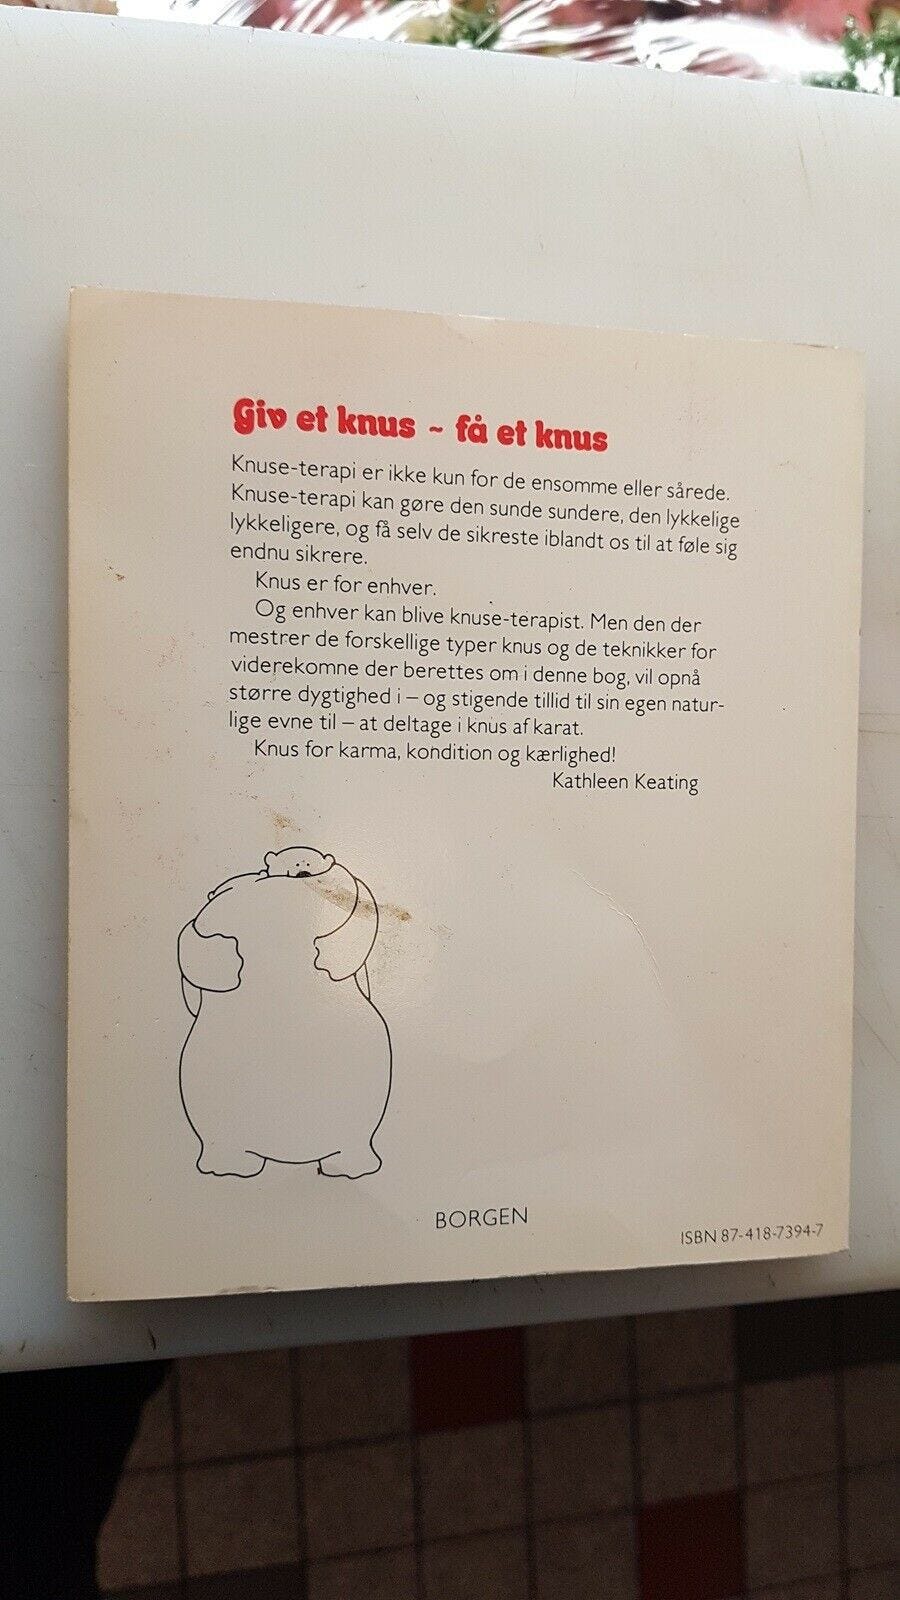 Giv et knus ~ få et knus
Knuse-terapi er ikke kun for de ensomme eller sårede.
Knuse-terapi kan gøre den sunde sundere, den lykkelige
lykkeligere, og få selv de sikreste iblandt os til at føle sig
endnu sikrere.
Knus er for enhver.
Og enhver kan blive knuse-terapist. Men den der
mestrer de forskellige typer knus og de teknikker for
viderekomne der berettes om i denne bog, vil opnå
større dygtighed i – og stigende tillid til sin egen natur-
lige evne til – at deltage i knus af karat.
Knus for karma, kondition og kærlighed!
Kathleen Keating
BORGEN
ISBN 87-418-7394-7